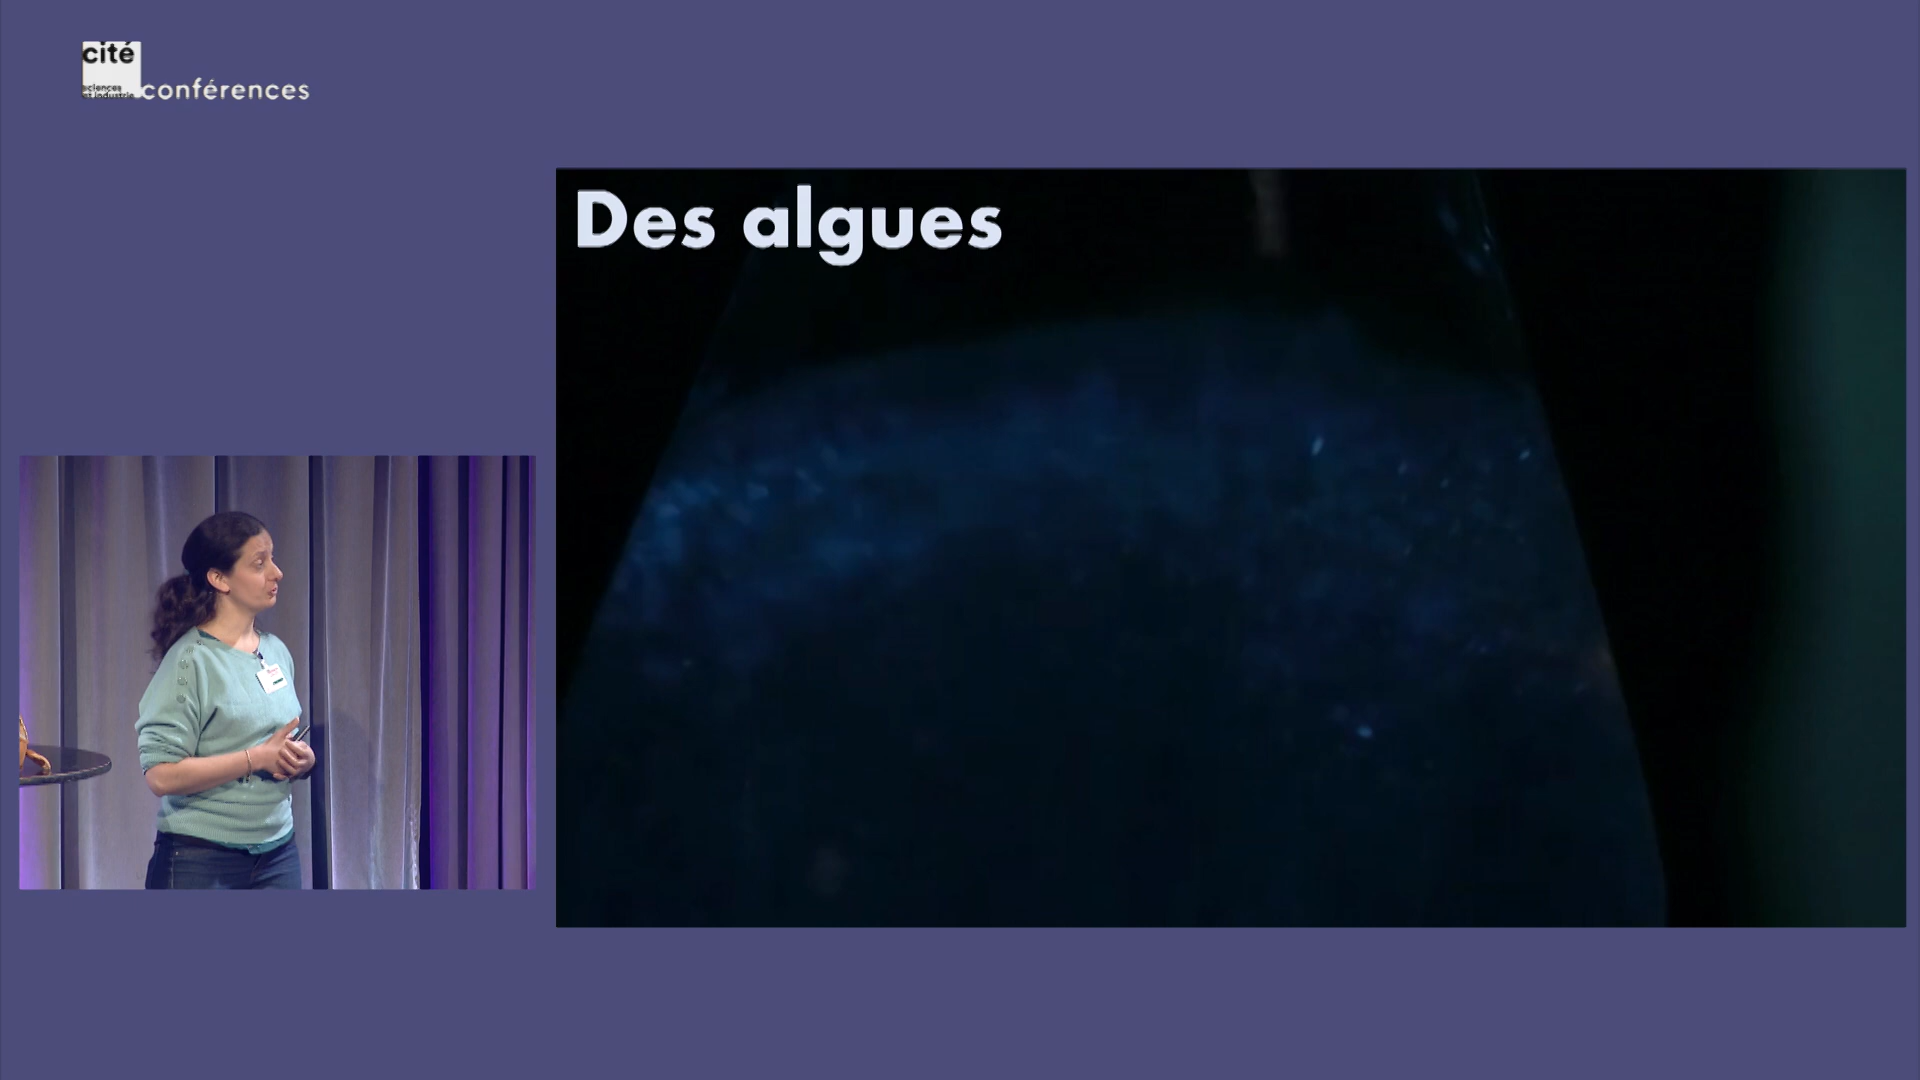 cité
sciences
et industrie
conférences
Des algues